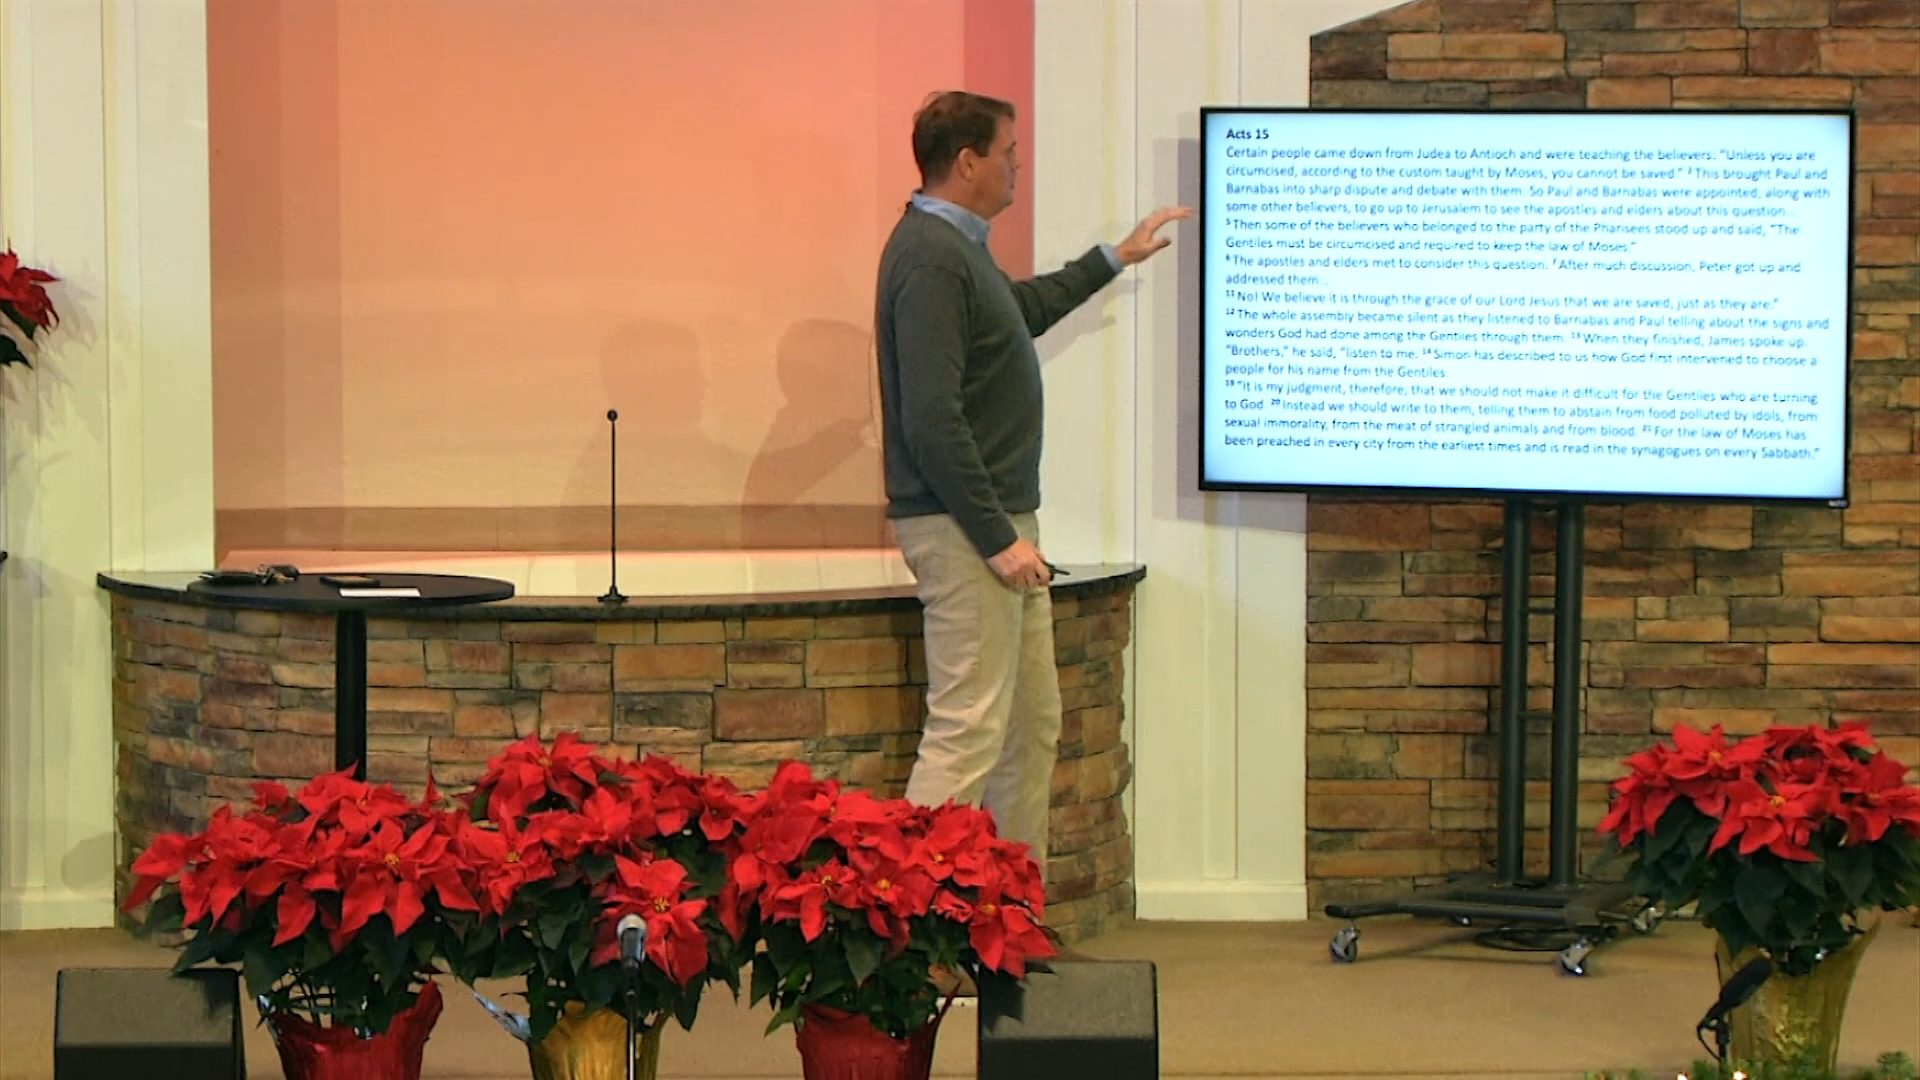 Acts 15
Certain people came down from Judea to Antioch and were teaching the believers: "Unless you are
circumcised, according to the custom taught by Moses, you cannot be saved." ² This brought Paul and
Barnabas into sharp dispute and debate with them. So Paul and Barnabas were appointed, along with
some other believers, to go up to Jerusalem to see the apostles and elders about this question...
⁵ Then some of the believers who belonged to the party of the Pharisees stood up and said, "The
Gentiles must be circumcised and required to keep the law of Moses."
⁶ The apostles and elders met to consider this question. ⁷ After much discussion, Peter got up and
addressed them...
¹¹ No! We believe it is through the grace of our Lord Jesus that we are saved, just as they are."
¹² The whole assembly became silent as they listened to Barnabas and Paul telling about the signs and
wonders God had done among the Gentiles through them. ¹³ When they finished, James spoke up.
"Brothers," he said, "listen to me. ¹⁴ Simon has described to us how God first intervened to choose a
people for his name from the Gentiles.
¹⁹ "It is my judgment, therefore, that we should not make it difficult for the Gentiles who are turning
to God. ²⁰ Instead we should write to them, telling them to abstain from food polluted by idols, from
sexual immorality, from the meat of strangled animals and from blood. ²¹ For the law of Moses has
been preached in every city from the earliest times and is read in the synagogues on every Sabbath."